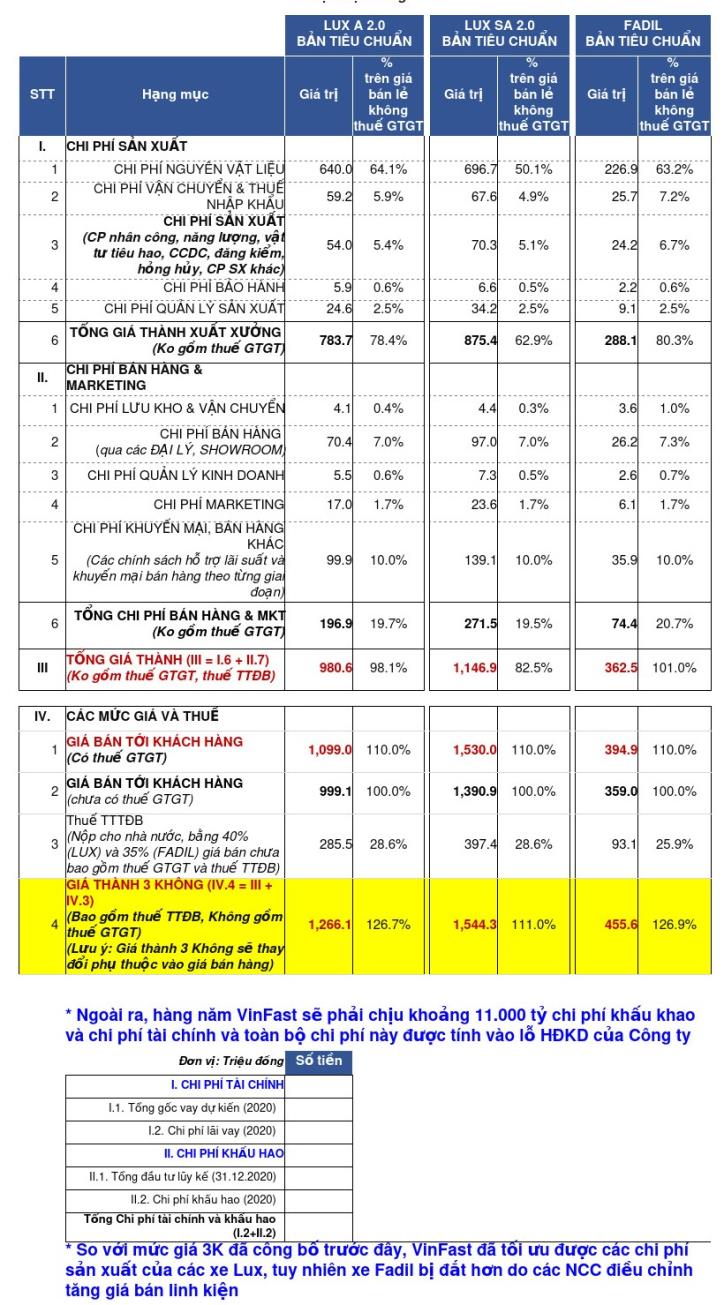 LUX A 2.0
BẢN TIÊU CHUẨN
LUX SA 2.0
BẢN TIÊU CHUẨN
FADIL
BẢN TIÊU CHUẨN
STT
Hạng mục
Giá trị
%
trên giá
bán lẻ
không
thuế GTGT
Giá trị
%
trên giá
bán lẻ
không
thuế GTGT
Giá trị
%
trên giá
bán lẻ
không
thuế GTGT
I. CHI PHÍ SẢN XUẤT
1 CHI PHÍ NGUYÊN VẬT LIỆU 640.0 64.1% 696.7 50.1% 226.9 63.2%
2 CHI PHÍ VẬN CHUYỂN & THUẾ
NHẬP KHẨU 59.2 5.9% 67.6 4.9% 25.7 7.2%
CHI PHÍ SẢN XUẤT
(CP nhân công, năng lượng, vật
3 tư tiêu hao, CCDC, đăng kiểm, 54.0 5.4% 70.3 5.1% 24.2 6.7%
hỏng hủy, CP SX khác)
4 CHI PHÍ BẢO HÀNH 5.9 0.6% 6.6 0.5% 2.2 0.6%
5 CHI PHÍ QUẢN LÝ SẢN XUẤT 24.6 2.5% 34.2 2.5% 9.1 2.5%
6 TỔNG GIÁ THÀNH XUẤT XƯỞNG 783.7 78.4% 875.4 62.9% 288.1 80.3%
(Ko gồm thuế GTGT)
II. CHI PHÍ BÁN HÀNG &
MARKETING
1 CHI PHÍ LƯU KHO & VẬN CHUYỂN 4.1 0.4% 4.4 0.3% 3.6 1.0%
2 CHI PHÍ BÁN HÀNG 70.4 7.0% 97.0 7.0% 26.2 7.3%
(qua các ĐẠI LÝ, SHOWROOM)
3 CHI PHÍ QUẢN LÝ KINH DOANH 5.5 0.6% 7.3 0.5% 2.6 0.7%
4 CHI PHÍ MARKETING 17.0 1.7% 23.6 1.7% 6.1 1.7%
CHI PHÍ KHUYẾN MẠI, BÁN HÀNG
KHÁC
5 (Các chính sách hỗ trợ lãi suất và 99.9 10.0% 139.1 10.0% 35.9 10.0%
khuyến mại bán hàng theo từng giai
đoạn)
6 TỔNG CHI PHÍ BÁN HÀNG & MKT 196.9 19.7% 271.5 19.5% 74.4 20.7%
(Ko gồm thuế GTGT)
III TỔNG GIÁ THÀNH (III = I.6 + II.7) 980.6 98.1% 1,146.9 82.5% 362.5 101.0%
(Ko gồm thuế GTGT, thuế TTĐB)
IV. CÁC MỨC GIÁ VÀ THUẾ
1 GIÁ BÁN TỚI KHÁCH HÀNG 1,099.0 110.0% 1,530.0 110.0% 394.9 110.0%
(Có thuế GTGT)
2 GIÁ BÁN TỚI KHÁCH HÀNG 999.1 100.0% 1,390.9 100.0% 359.0 100.0%
(chưa có thuế GTGT)
Thuế TTTĐB
(Nộp cho nhà nước, bằng 40%
3 (LUX) và 35% (FADIL) giá bán chưa 285.5 28.6% 397.4 28.6% 93.1 25.9%
bao gồm thuế GTGT và thuế TTĐB)
GIÁ THÀNH 3 KHÔNG (IV.4 = III +
IV.3)
4 (Bao gồm thuế TTĐB, Không gồm 1,266.1 126.7% 1,544.3 111.0% 455.6 126.9%
thuế GTGT)
(Lưu ý: Giá thành 3 Không sẽ thay
đổi phụ thuộc vào giá bán hàng)
* Ngoài ra, hàng năm VinFast sẽ phải chịu khoảng 11.000 tỷ chi phí khấu khao
và chi phí tài chính và toàn bộ chi phí này được tính vào lỗ HĐKD của Công ty
Đơn vị: Triệu đồng Số tiền
I. CHI PHÍ TÀI CHÍNH
I.1. Tổng gốc vay dự kiến (2020)
I.2. Chi phí lãi vay (2020)
II. CHI PHÍ KHẤU HAO
II.1. Tổng đầu tư lũy kế (31.12.2020)
II.2. Chi phí khấu hao (2020)
Tổng Chi phí tài chính và khấu hao
(I.2+II.2)
* So với mức giá 3K đã công bố trước đây, VinFast đã tối ưu được các chi phí
sản xuất của các xe Lux, tuy nhiên xe Fadil bị đắt hơn do các NCC điều chỉnh
tăng giá bán linh kiện